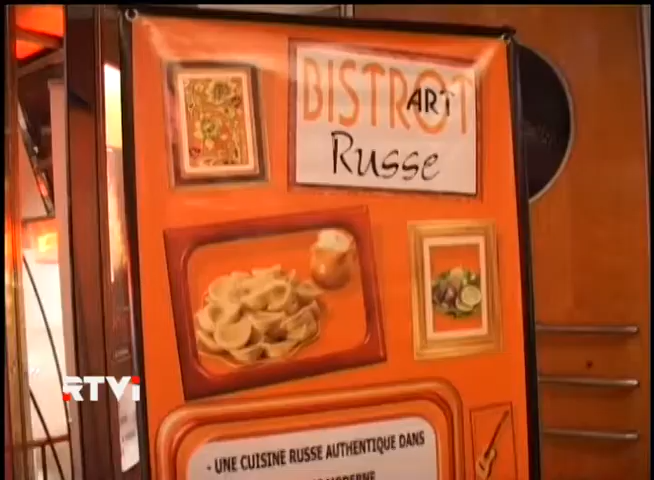 BISTROT
ART
Russe
RTVi
• UNE CUISINE RUSSE AUTHENTIQUE DANS